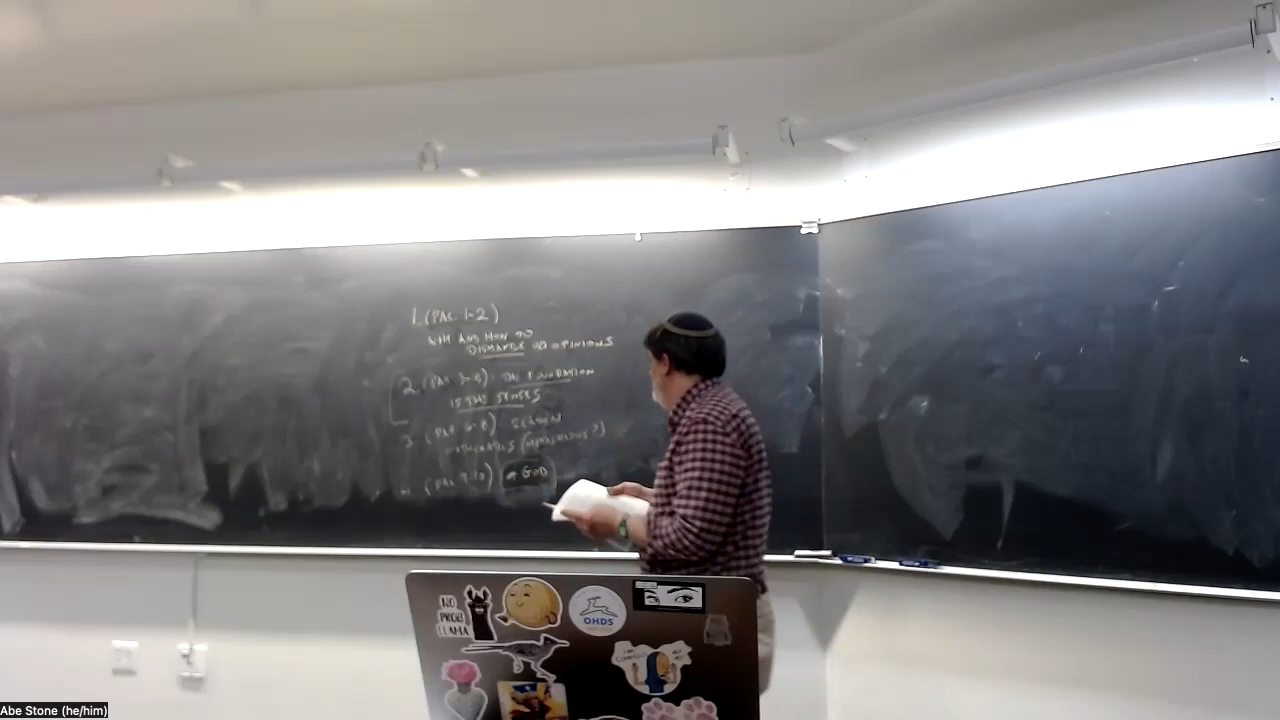 1. (PAR. 1-2)
WHY AND HOW TO
DISMANTLE OLD OPINIONS
2. (PAR. 3-5): THE FOUNDATION
IS THE SENSES
3 (PAR 6-8)
MATHEMATICS
4. (PAR 9-10) GOD
NO
PROB
LLAMA
OHDS
Abe Stone (he/him)